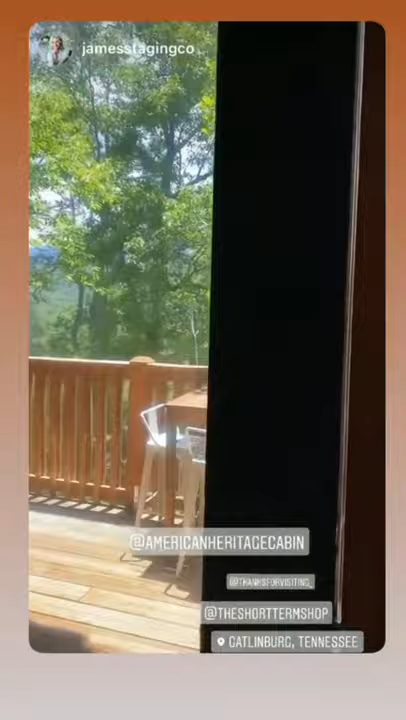 jamesstagingco
@AMERICANHERITAGECABIN
@THANKSFORVISITING_
@THESHORTTERMSHOP
GATLINBURG, TENNESSEE